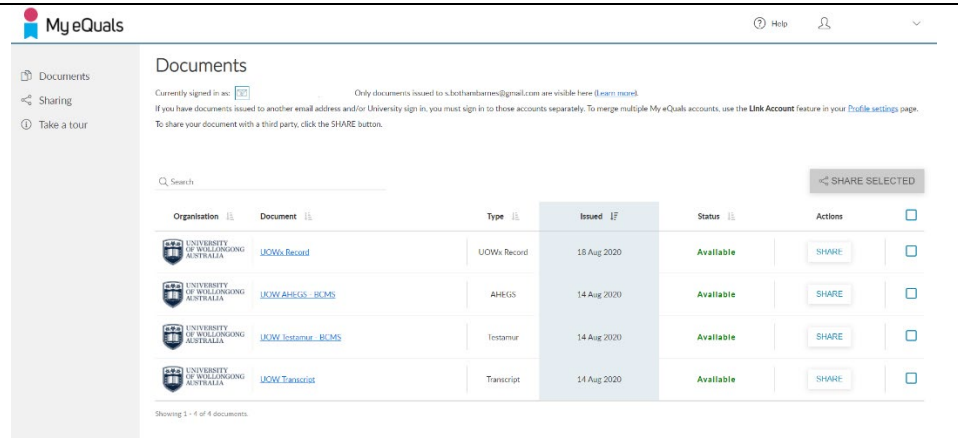 My eQuals
Help
Documents
Sharing
Take a tour
Documents
Currently signed in as: Only documents issued to s.bothambarnes@gmail.com are visible here (Learn more).
If you have documents issued to another email address and/or University sign in, you must sign in to those accounts separately. To merge multiple My eQuals accounts, use the Link Account feature in your Profile settings page.
To share your document with a third party, click the SHARE button.
Search
SHARE SELECTED
Organisation Document Type Issued Status Actions
UNIVERSITY
OF WOLLONGONG
AUSTRALIA
UOWx Record UOWx Record 18 Aug 2020 Available SHARE
UNIVERSITY
OF WOLLONGONG
AUSTRALIA
UOW AHEGS - BCMS AHEGS 14 Aug 2020 Available SHARE
UNIVERSITY
OF WOLLONGONG
AUSTRALIA
UOW Testamur - BCMS Testamur 14 Aug 2020 Available SHARE
UNIVERSITY
OF WOLLONGONG
AUSTRALIA
UOW Transcript Transcript 14 Aug 2020 Available SHARE
Showing 1 - 4 of 4 documents.